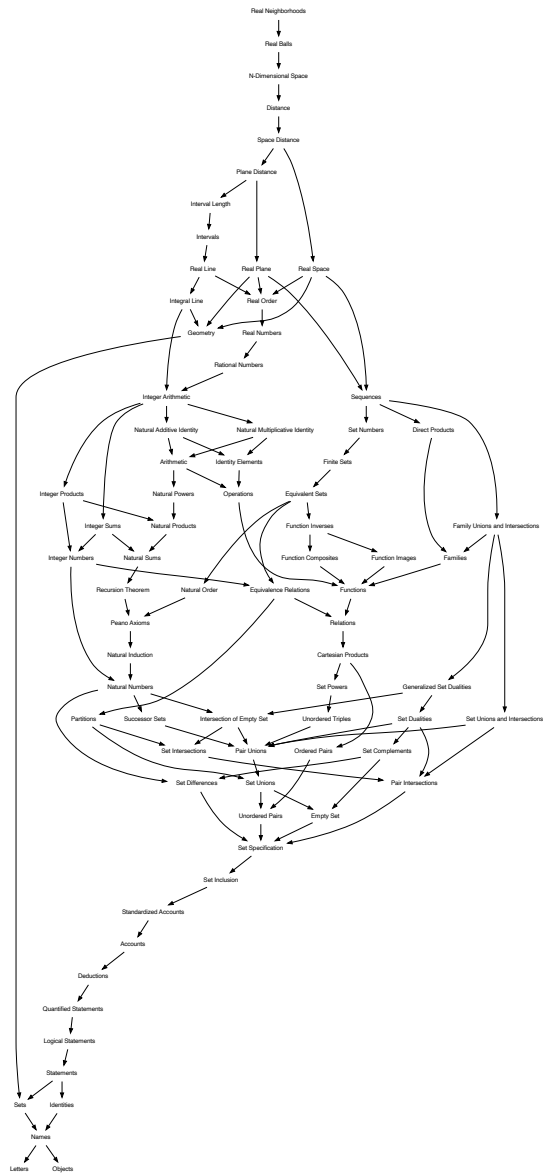 Real Neighborhoods
Real Balls
N-Dimensional Space
Distance
Space Distance
Plane Distance
Interval Length
Intervals
Real Line Real Plane Real Space
Integral Line Real Order
Geometry Real Numbers
Rational Numbers
Integer Arithmetic Sequences
Natural Additive Identity Natural Multiplicative Identity Set Numbers Direct Products
Arithmetic Identity Elements Finite Sets
Integer Products Natural Powers Operations Equivalent Sets
Integer Sums Natural Products Function Inverses Family Unions and Intersections
Integer Numbers Natural Sums Function Composites Function Images Families
Recursion Theorem Natural Order Equivalence Relations Functions
Peano Axioms Relations
Natural Induction Cartesian Products
Natural Numbers Set Powers Generalized Set Dualities
Partitions Successor Sets Intersection of Empty Set Unordered Triples Set Dualities Set Unions and Intersections
Set Intersections Pair Unions Ordered Pairs Set Complements
Set Differences Set Unions Pair Intersections
Unordered Pairs Empty Set
Set Specification
Set Inclusion
Standardized Accounts
Accounts
Deductions
Quantified Statements
Logical Statements
Statements
Sets Identities
Names
Letters Objects